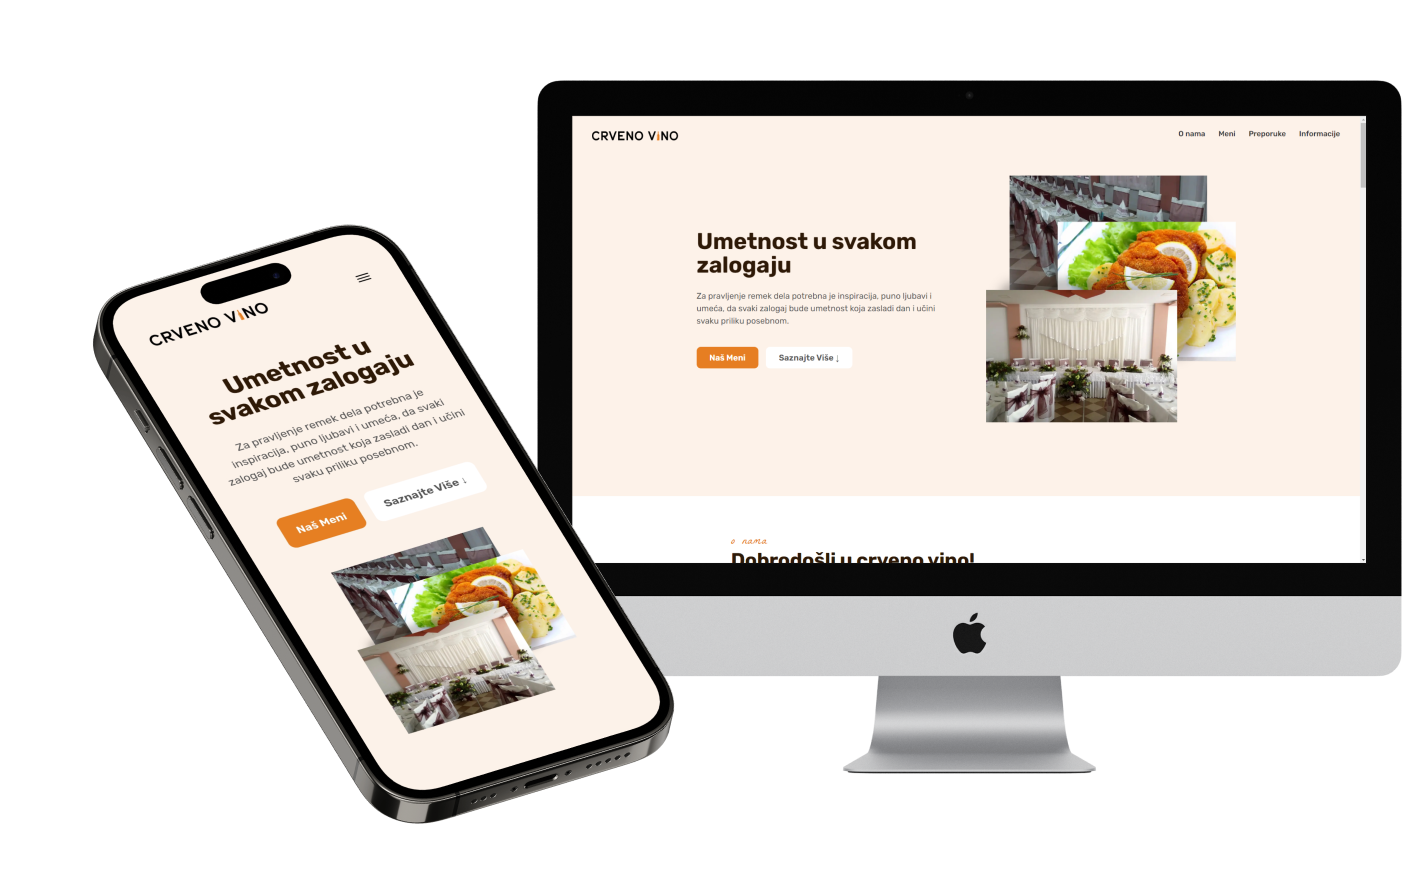 CRVENO ViNO
O nama Meni Preporuke Informacije
Umetnost u svakom
zalogaju
Za pravljenje remek dela potrebna je inspiracija, puno ljubavi i
umeća, da svaki zalogaj bude umetnost koja zasladi dan i učini
svaku priliku posebnom.
Naš Meni
Saznajte Više ↓
o nama
Dobrodošli u crveno vino!
CRVENO ViNO
Umetnost u
svakom zalogaju
Za pravljenje remek dela potrebna je
inspiracija, puno ljubavi i umeća, da svaki
zalogaj bude umetnost koja zasladi dan i učini
svaku priliku posebnom.
Naš Meni
Saznajte Više ↓